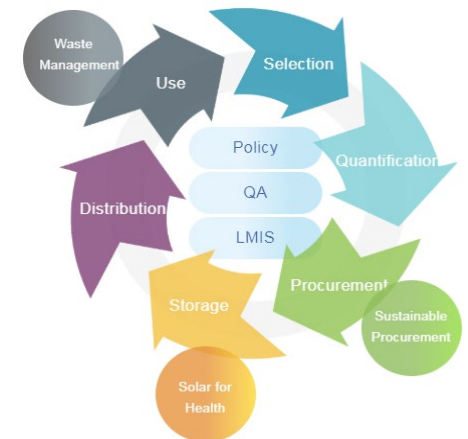 Waste
Management
Use
Selection
Policy
Quantification
QA
Distribution
LMIS
Storage
Procurement
Sustainable
Procurement
Solar for
Health